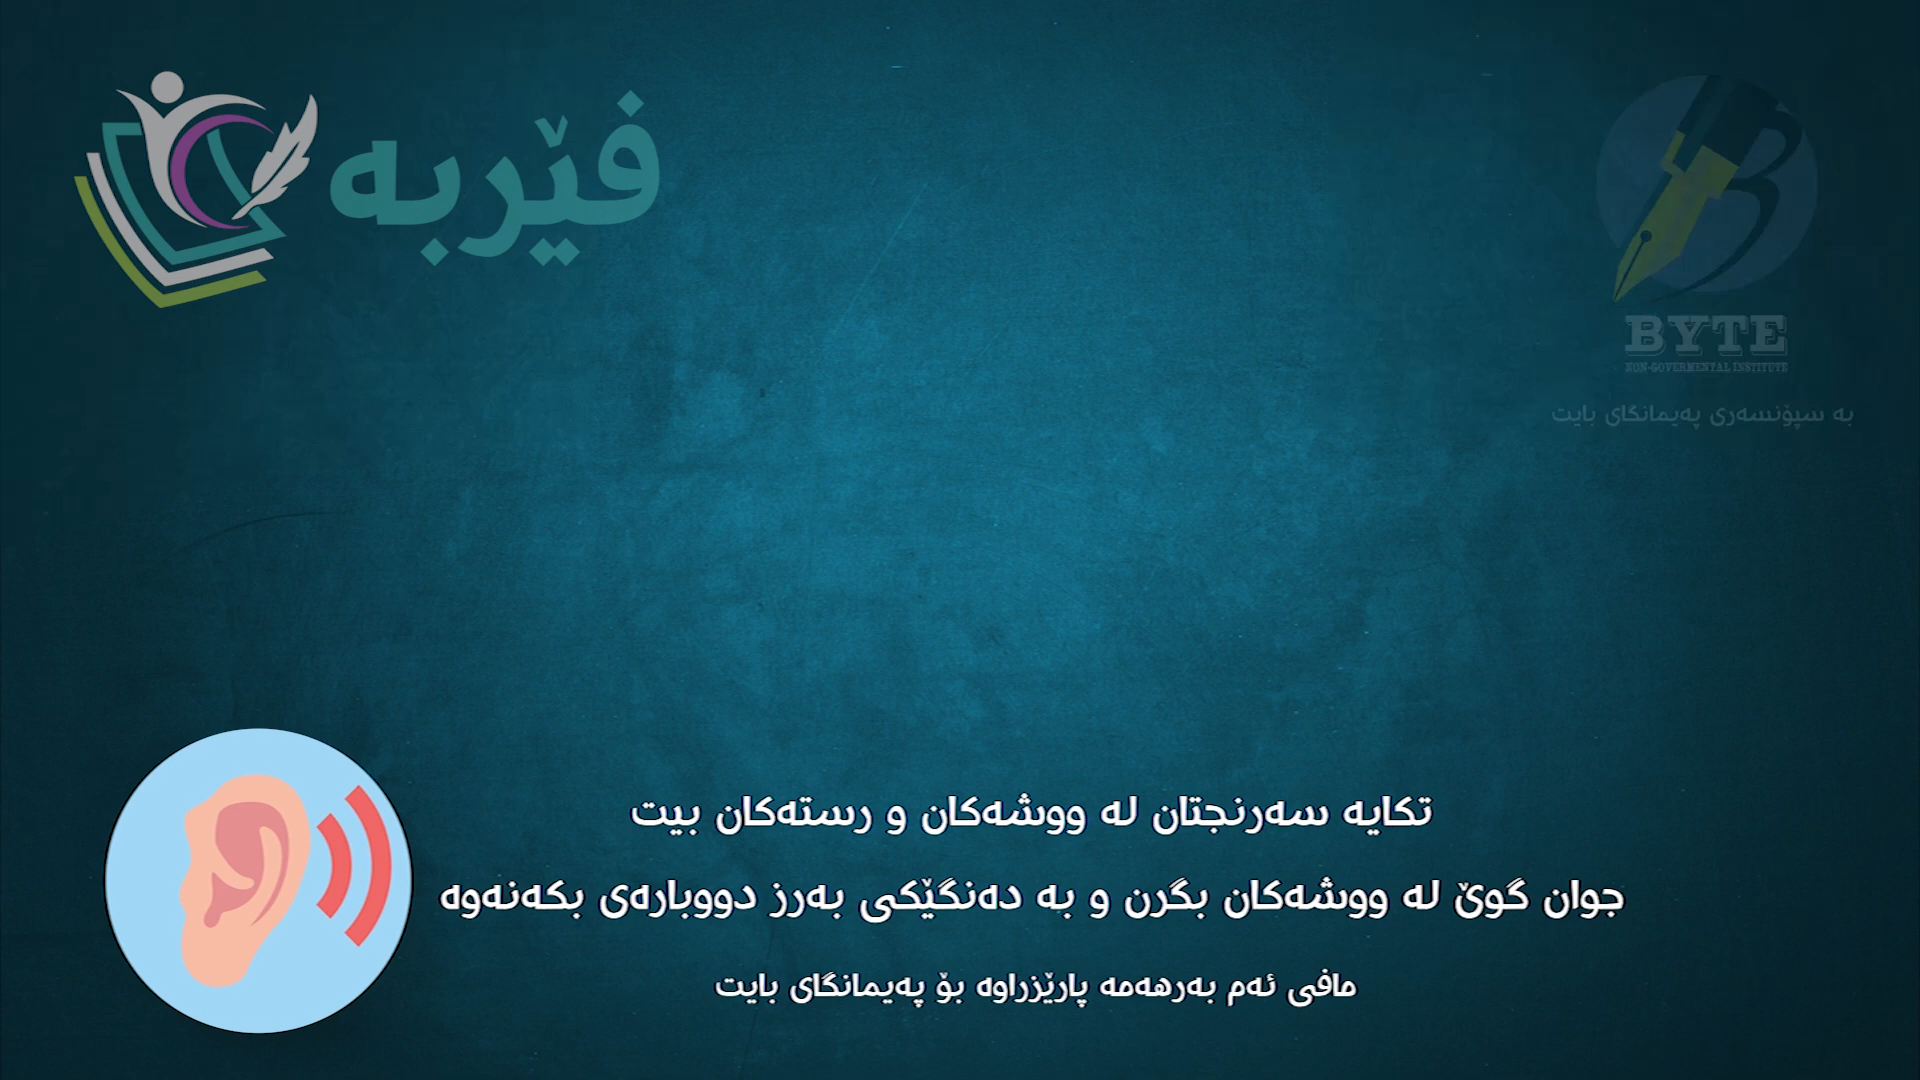 فێربە
BYTE
NON-GOVERMENTAL INSTITUTE
بە سپۆنسەری پەیمانگای بایت
تکایە سەرنجتان لە ووشەکان و رستەکان بیت
جوان گوێ لە ووشەکان بگرن و بە دەنگێکی بەرز دووبارەی بکەنەوە
مافی ئەم بەرهەمە پارێزراوە بۆ پەیمانگای بایت